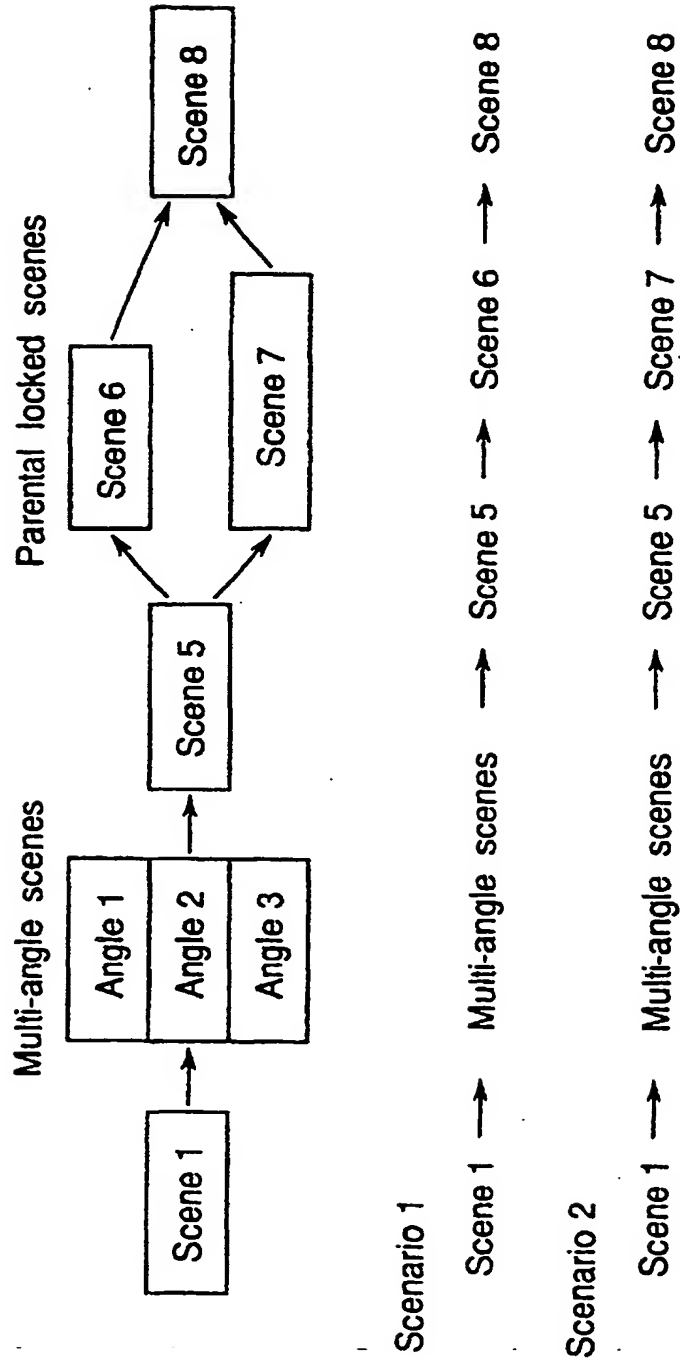 Multi-angle scenes
Parental locked scenes
Scene 1
Angle 1
Angle 2
Angle 3
Scene 5
Scene 6
Scene 7
Scene 8
Scenario 1
Scene 1 → Multi-angle scenes → Scene 5 → Scene 6 → Scene 8
Scenario 2
Scene 1 → Multi-angle scenes → Scene 5 → Scene 7 → Scene 8